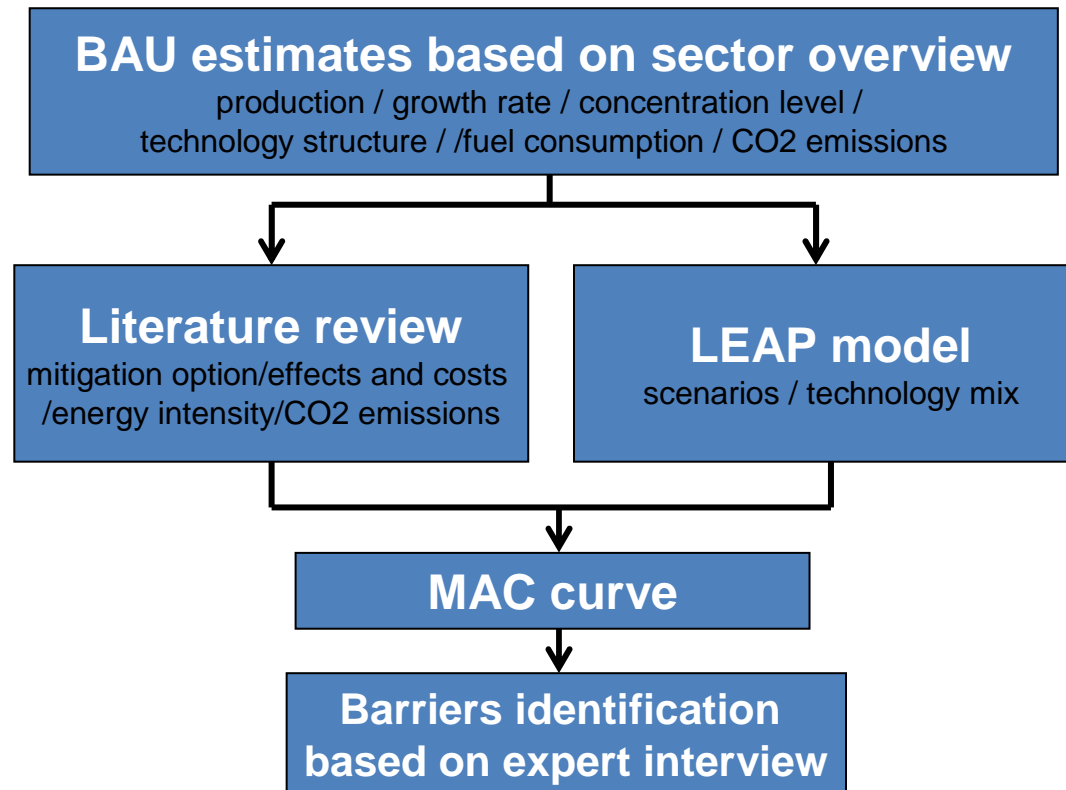 BAU estimates based on sector overview
production / growth rate / concentration level /
technology structure / /fuel consumption / CO2 emissions
Literature review
mitigation option/effects and costs
/energy intensity/CO2 emissions
LEAP model
scenarios / technology mix
MAC curve
Barriers identification
based on expert interview